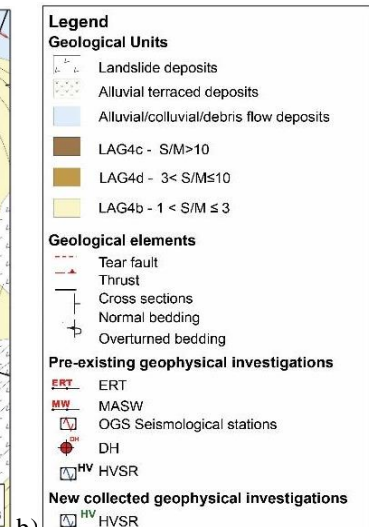 Legend
Geological Units
Landslide deposits
Alluvial terraced deposits
Alluvial/colluvial/debris flow deposits
LAG4c - S/M>10
LAG4d - 3< S/M≤10
LAG4b - 1 < S/M ≤ 3
Geological elements
Tear fault
Thrust
Cross sections
Normal bedding
Overturned bedding
Pre-existing geophysical investigations
ERT ERT
MW MASW
OGS Seismological stations
DH DH
HV HVSR
New collected geophysical investigations
b) HV HVSR